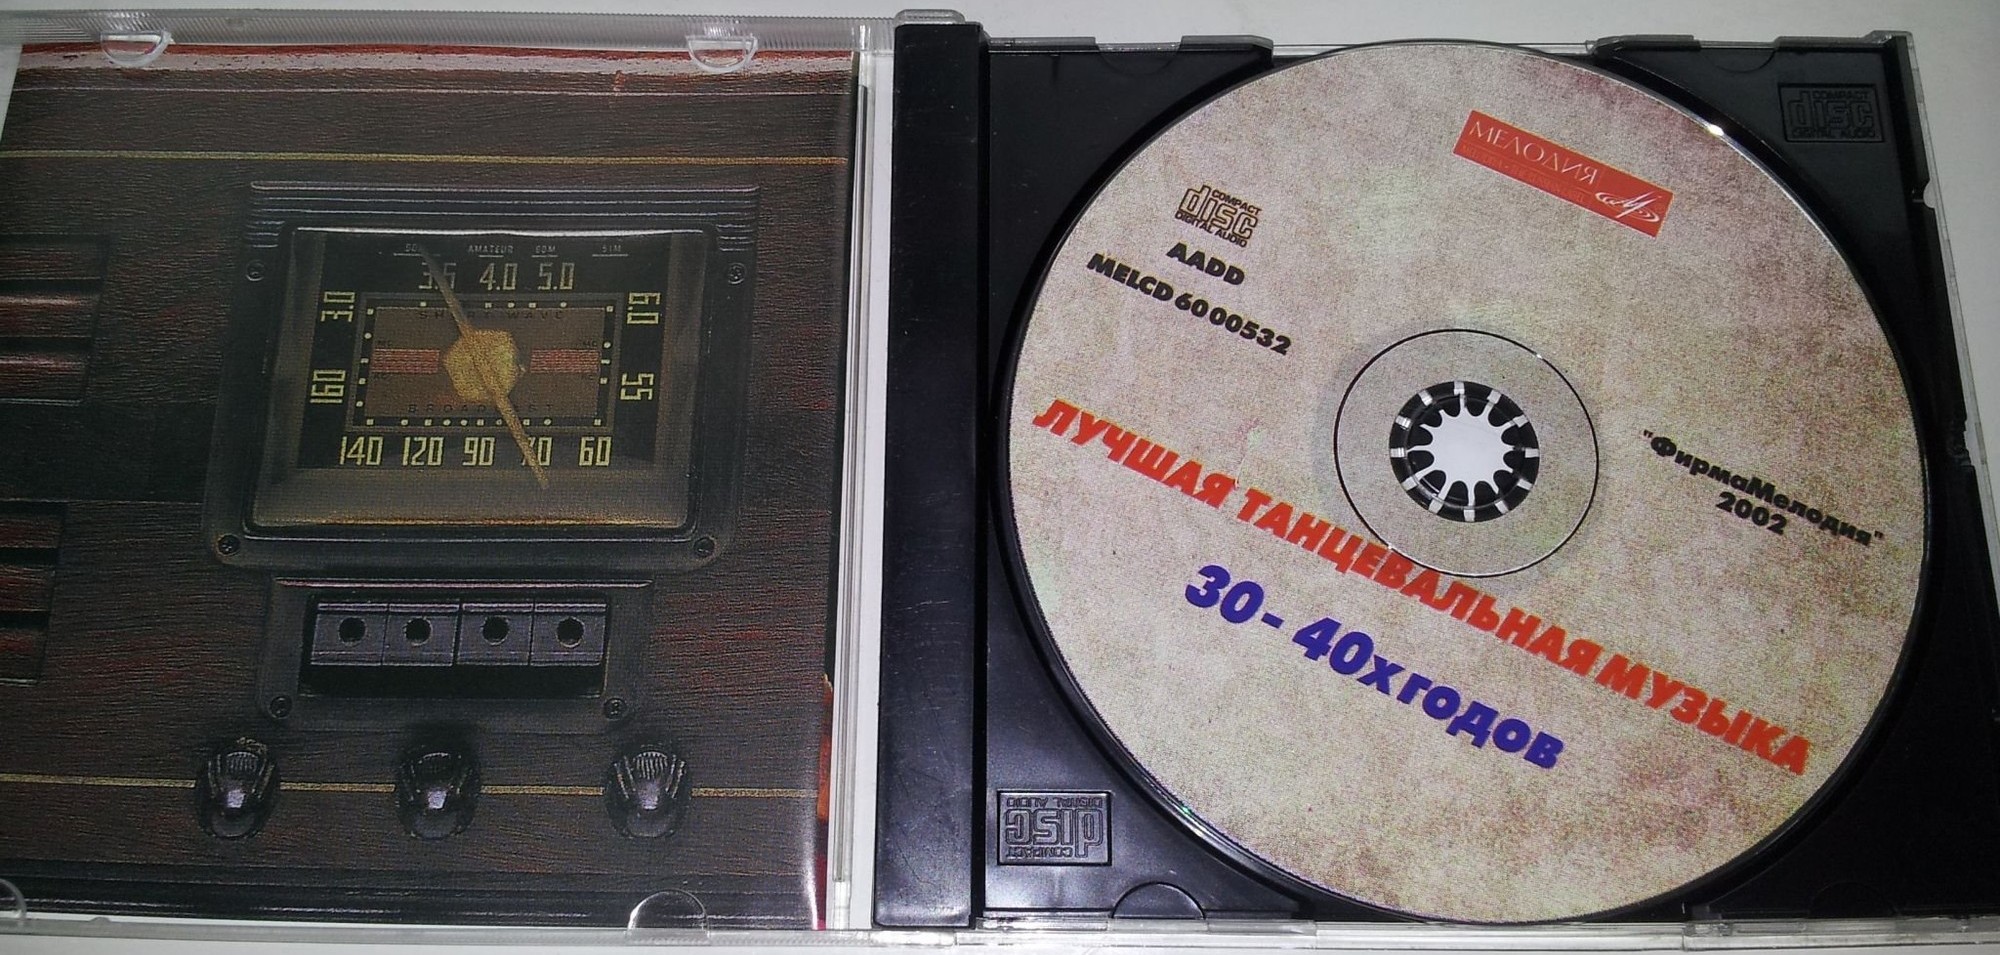 AMATEUR
3.5 4.0 5.0
3.0
6.0
160
55
140 120 90 70 60
МЕЛОДИЯ
COMPACT
disc
DIGITAL AUDIO
AADD
MELCD 60 00532
"ФирмаМелодия"
2002
ЛУЧШАЯ ТАНЦЕВАЛЬНАЯ МУЗЫКА
30 - 40х годов
COMPACT
disc
DIGITAL AUDIO
COMPACT
disc
DIGITAL AUDIO